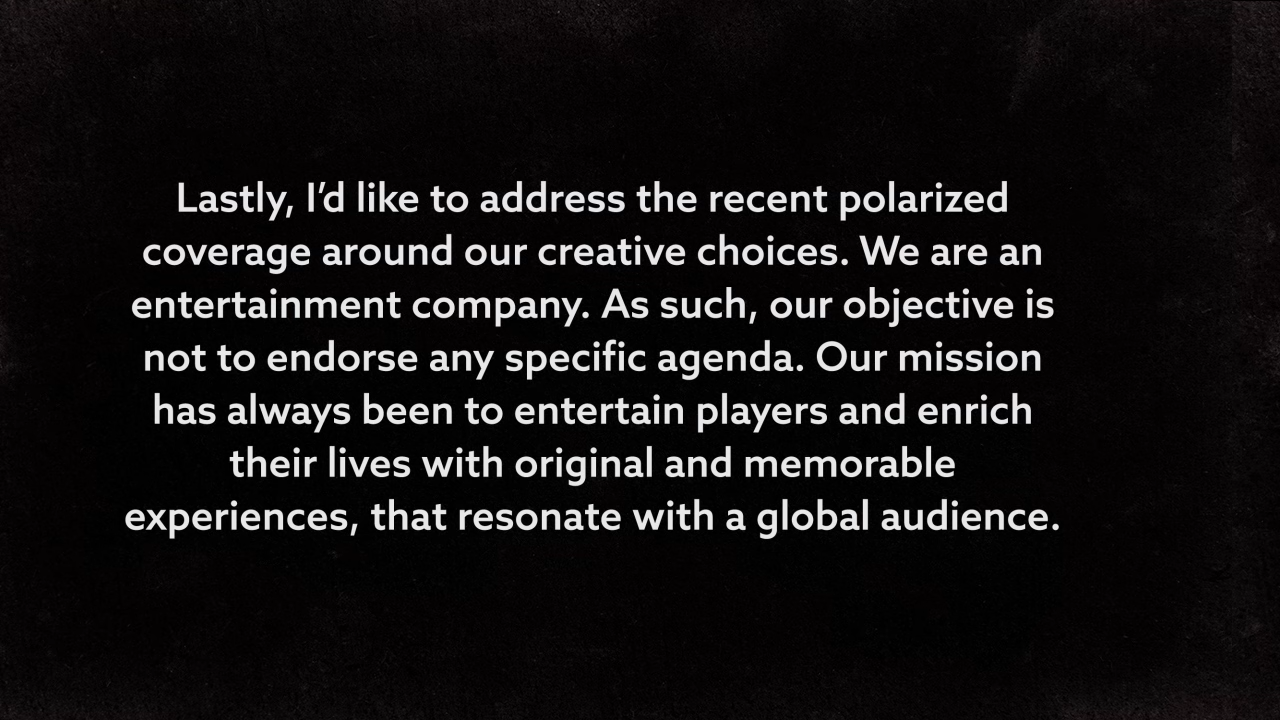 Lastly, I’d like to address the recent polarized
coverage around our creative choices. We are an
entertainment company. As such, our objective is
not to endorse any specific agenda. Our mission
has always been to entertain players and enrich
their lives with original and memorable
experiences, that resonate with a global audience.